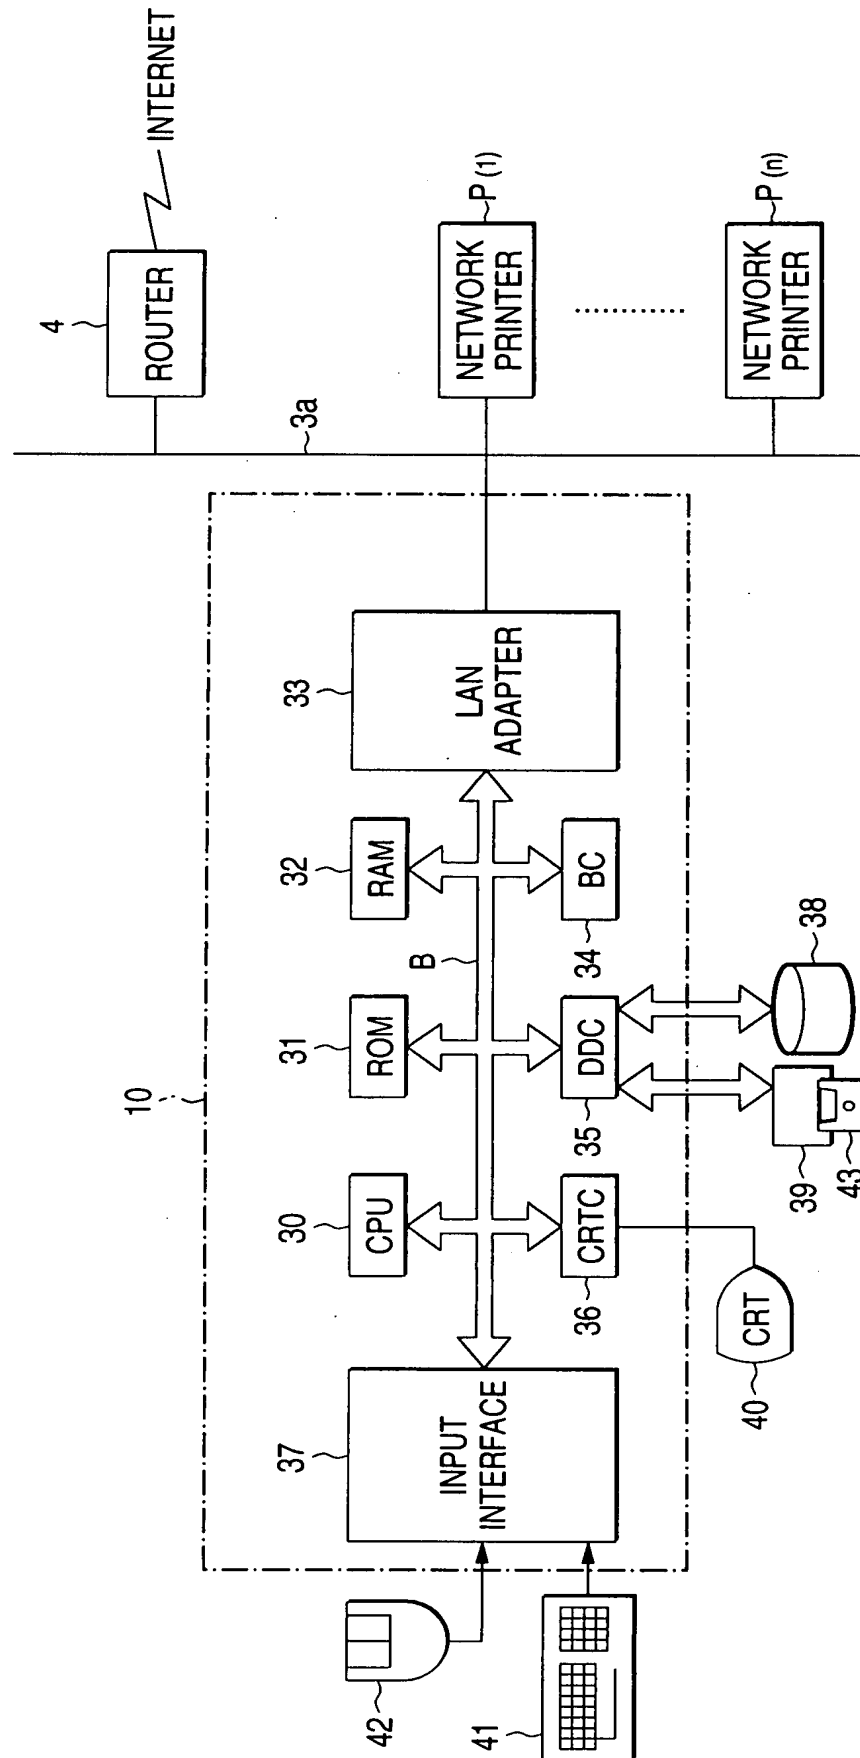 4
ROUTER
INTERNET
3a
NETWORK
PRINTER
P(1)
NETWORK
PRINTER
P(n)
10
37
INPUT
INTERFACE
30
CPU
31
ROM
B
32
RAM
33
LAN
ADAPTER
CRTC
36
DDC
35
BC
34
42
41
CRT
40
39
43
38